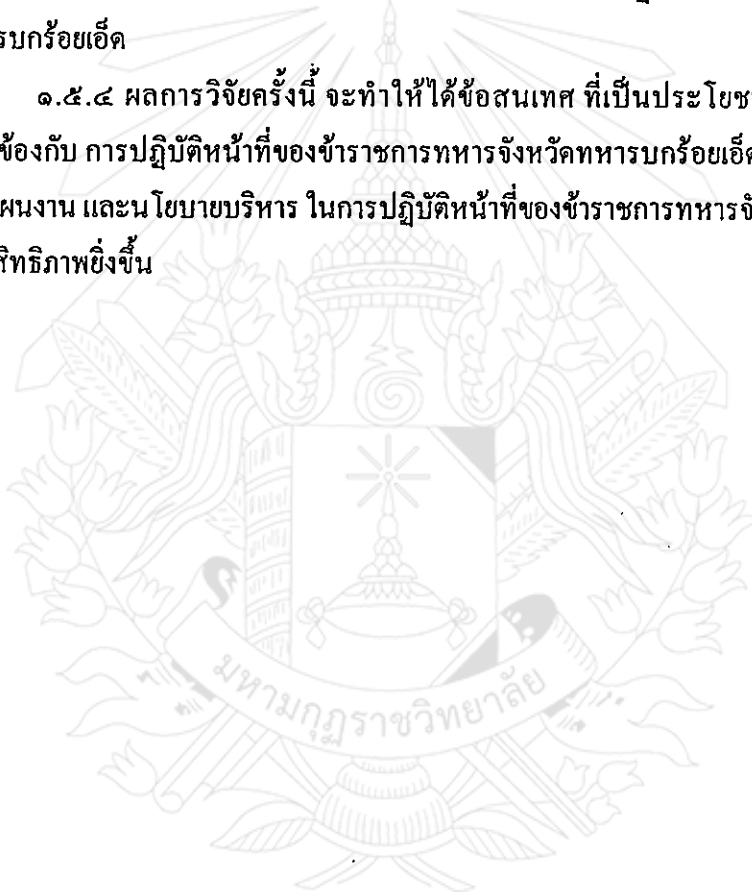 รบกร้อยเอ็ด
๑.๕.๔ ผลการวิจัยครั้งนี้ จะทำให้ได้ข้อสนเทศ ที่เป็นประโยช
ข้องกับ การปฏิบัติหน้าที่ของข้าราชการทหารจังหวัดทหารบกร้อยเอ็ด
ผนงาน และนโยบายบริหาร ในการปฏิบัติหน้าที่ของข้าราชการทหารจั
สิทธิภาพยิ่งขึ้น
มหามกุฏราชวิทยาลัย